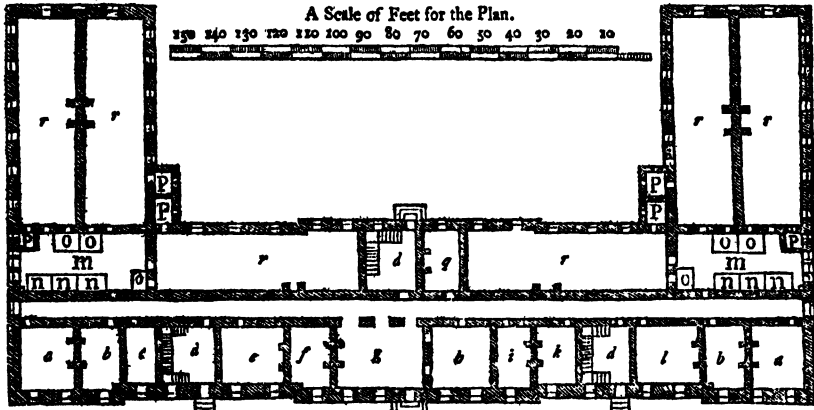 A Scale of Feet for the Plan.
150 140 130 120 110 100 90 80 70 60 50 40 30 20 10
r r r r
P P
P P
P O O O O P
m r d q r m
n n n O O n n n
a b c d e f g h i k d l b a